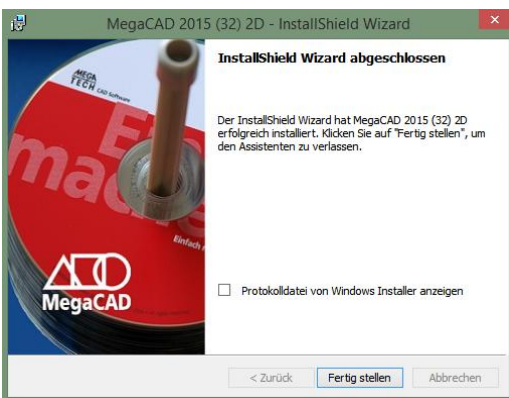 MegaCAD 2015 (32) 2D - InstallShield Wizard
InstallShield Wizard abgeschlossen
Der InstallShield Wizard hat MegaCAD 2015 (32) 2D
erfolgreich installiert. Klicken Sie auf "Fertig stellen", um
den Assistenten zu verlassen.
Protokolldatei von Windows Installer anzeigen
< Zurück
Fertig stellen
Abbrechen
MEGA
TECH CAD Software
Einfach
MegaCAD